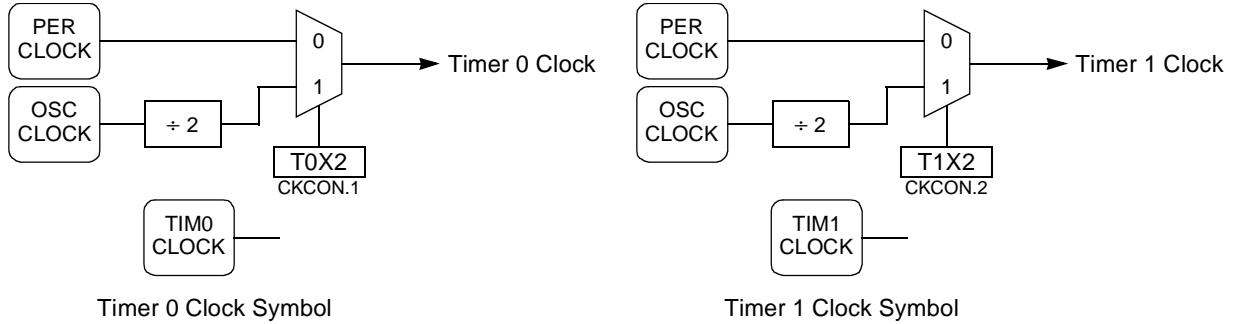 PER
CLOCK
0
Timer 0 Clock
1
OSC
CLOCK
÷ 2
T0X2
CKCON.1
TIM0
CLOCK
Timer 0 Clock Symbol
PER
CLOCK
0
Timer 1 Clock
1
OSC
CLOCK
÷ 2
T1X2
CKCON.2
TIM1
CLOCK
Timer 1 Clock Symbol